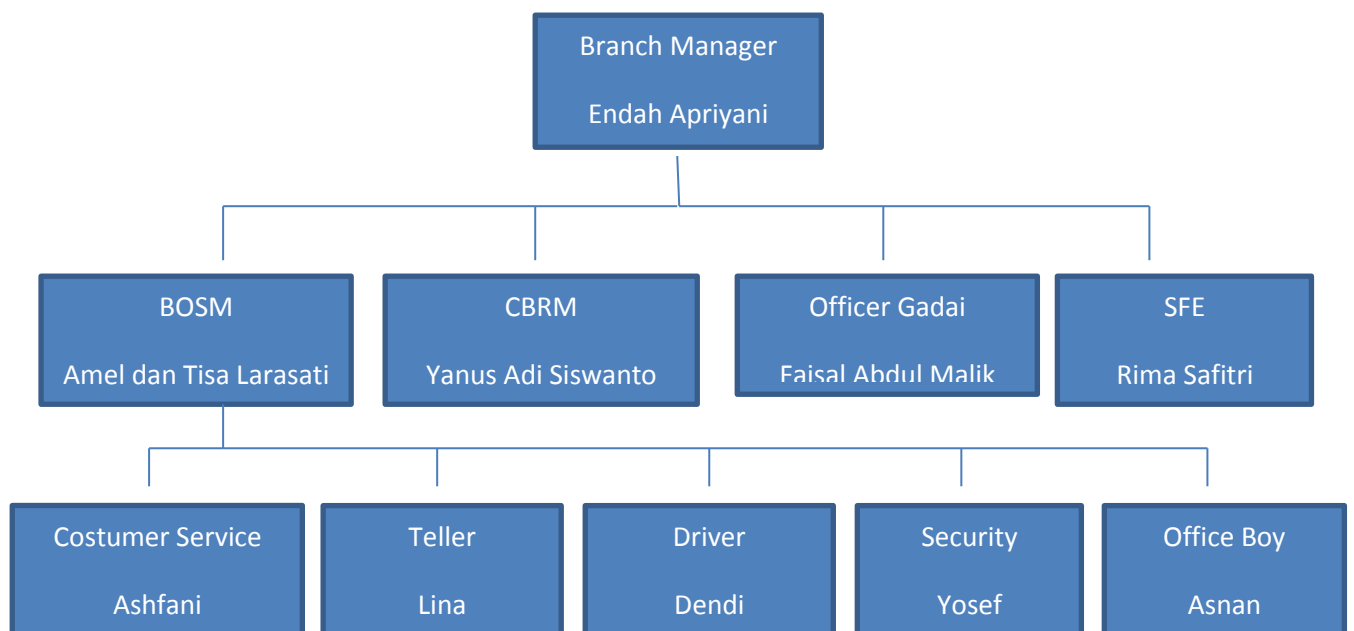 Branch Manager
Endah Apriyani
BOSM
Amel dan Tisa Larasati
CBRM
Yanus Adi Siswanto
Officer Gadai
Faisal Abdul Malik
SFE
Rima Safitri
Costumer Service
Ashfani
Teller
Lina
Driver
Dendi
Security
Yosef
Office Boy
Asnan